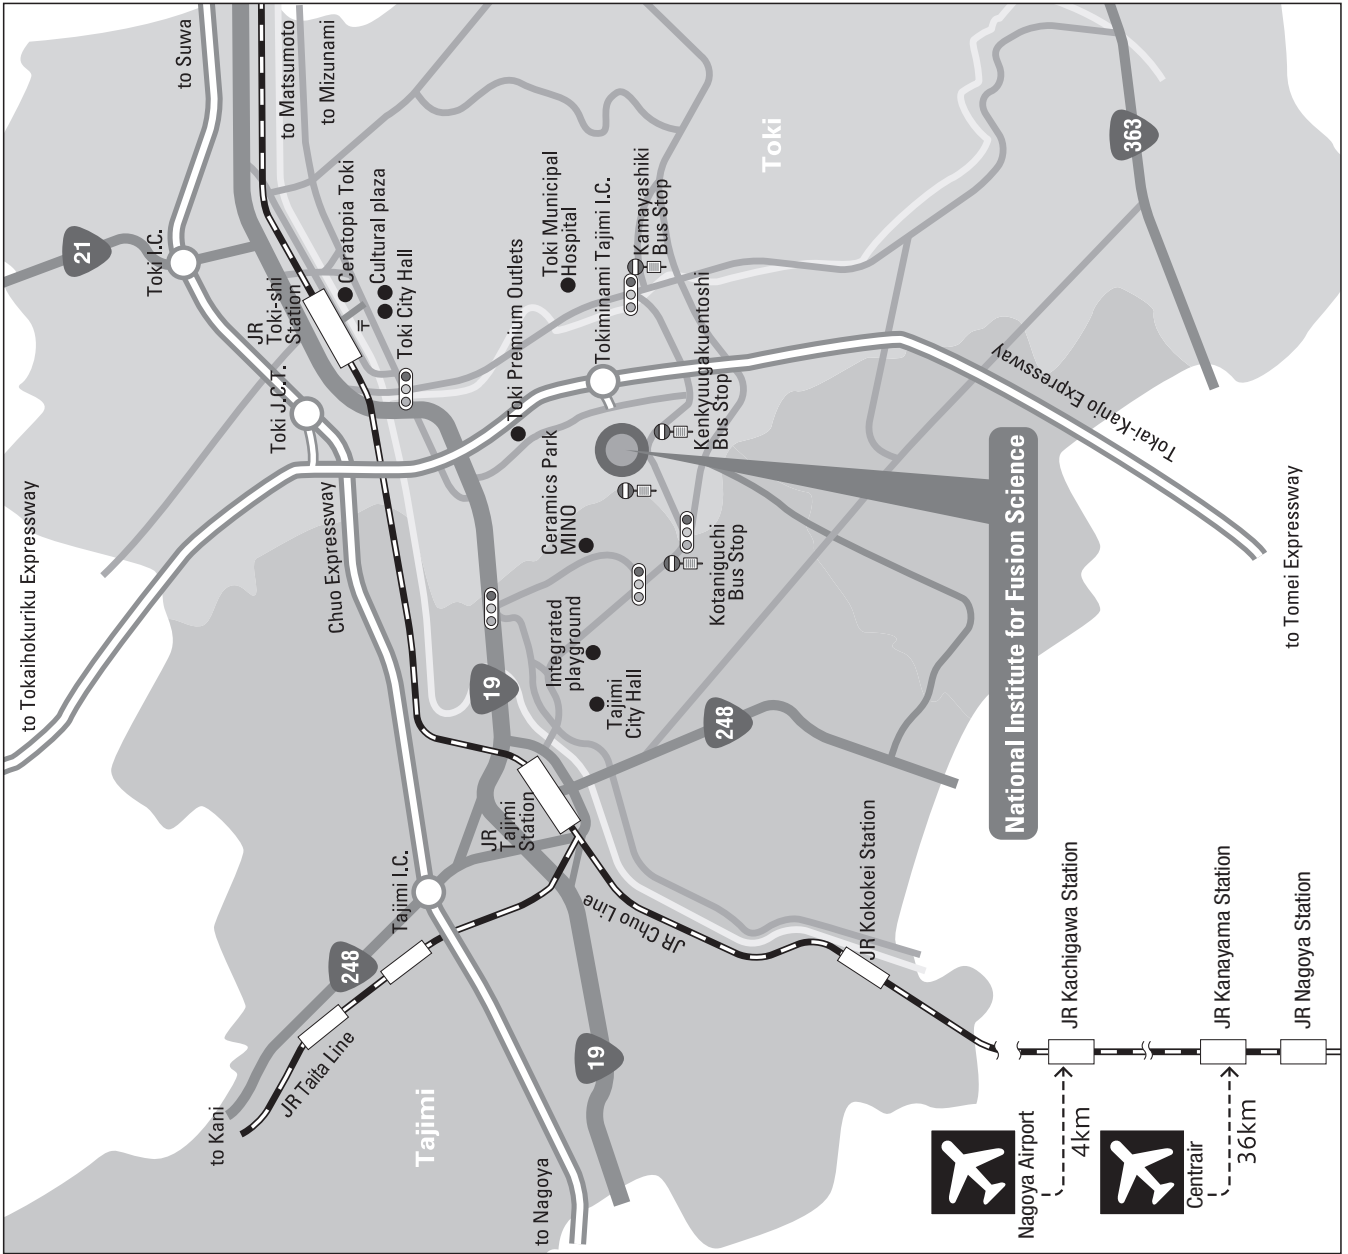 to Suwa
to Matsumoto
to Mizunami
363
21
Toki
Toki I.C.
JR
Toki-shi
Station
Ceratopia Toki
Cultural plaza
Toki City Hall
〒
Toki Municipal
Hospital
Toki Premium Outlets
Tokiminami Tajimi I.C.
Kamayashiki
Bus Stop
Kenkyuugakuentoshi
Bus Stop
Tokai-Kanjo Expressway
Toki J.C.T.
to Tokaihokuriku Expressway
Chuo Expressway
Ceramics Park
MINO
Kotaniguchi
Bus Stop
National Institute for Fusion Science
to Tomei Expressway
19
Integrated
playground
Tajimi
City Hall
248
JR
Tajimi
Station
Tajimi I.C.
JR Chuo Line
JR Kokokei Station
248
JR Taita Line
to Kani
Tajimi
19
to Nagoya
JR Kachigawa Station
JR Kanayama Station
JR Nagoya Station
Nagoya Airport
4km
Centrair
36km